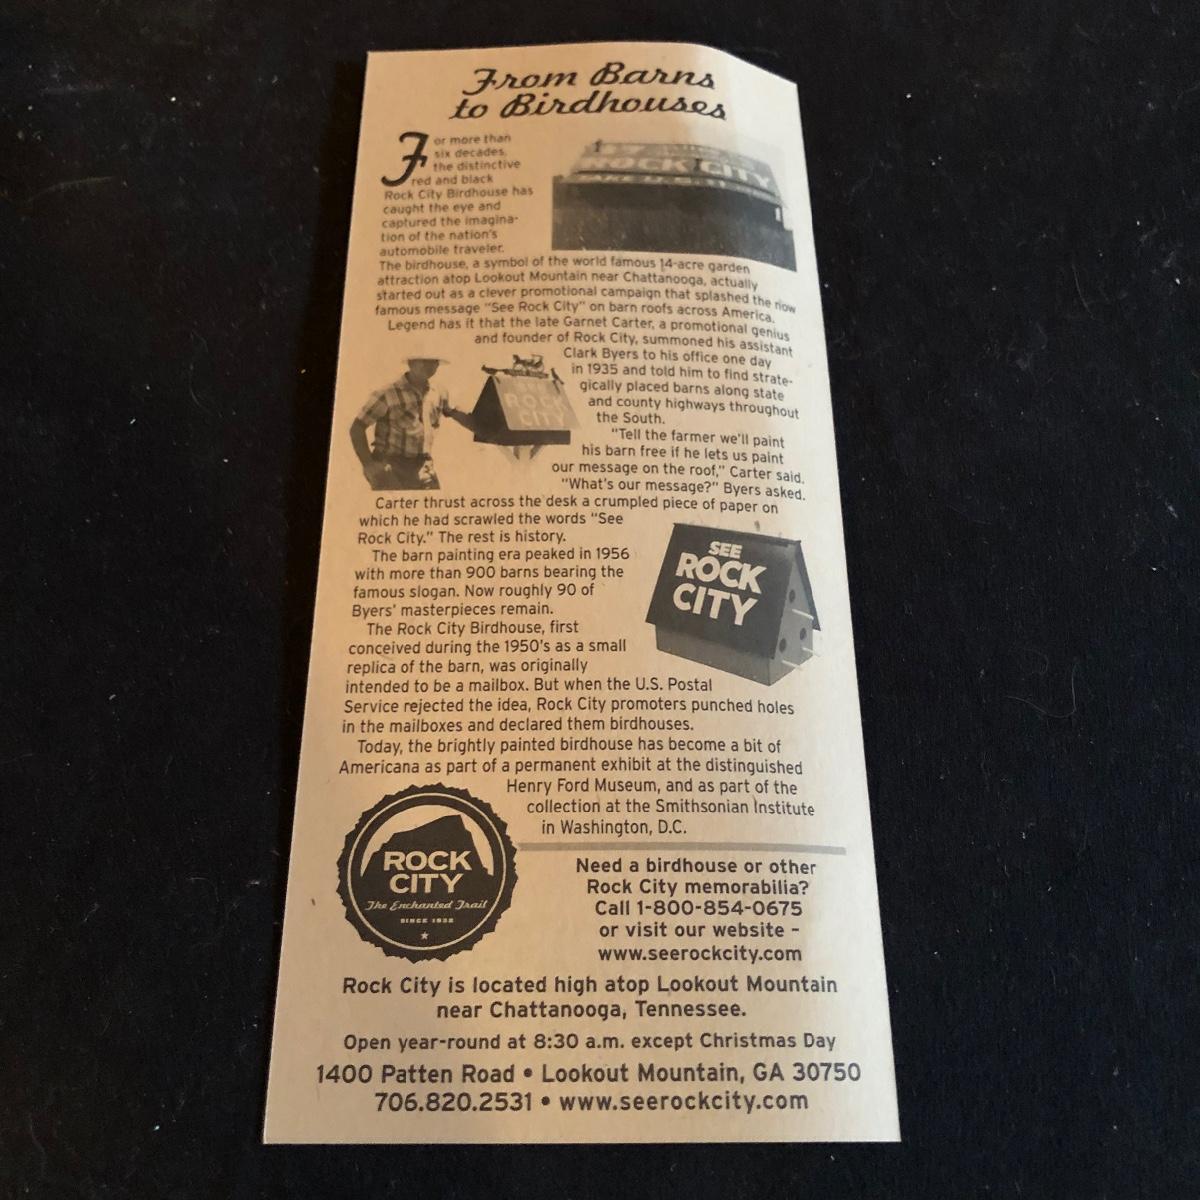 From Barns
to Birdhouses
For more than
six decades,
the distinctive
red and black
Rock City Birdhouse has
caught the eye and
captured the imagina-
tion of the nation's
automobile traveler.
ROCK CITY
The birdhouse, a symbol of the world famous 14-acre garden
attraction atop Lookout Mountain near Chattanooga, actually
started out as a clever promotional campaign that splashed the now
famous message "See Rock City" on barn roofs across America.
Legend has it that the late Garnet Carter, a promotional genius
and founder of Rock City, summoned his assistant
Clark Byers to his office one day
in 1935 and told him to find strate-
gically placed barns along state
and county highways throughout
the South.
ROCK
CITY
"Tell the farmer we'll paint
his barn free if he lets us paint
our message on the roof," Carter said.
"What's our message?" Byers asked.
Carter thrust across the desk a crumpled piece of paper on
which he had scrawled the words "See
Rock City." The rest is history.
The barn painting era peaked in 1956
with more than 900 barns bearing the
famous slogan. Now roughly 90 of
Byers' masterpieces remain.
SEE
ROCK
CITY
The Rock City Birdhouse, first
conceived during the 1950's as a small
replica of the barn, was originally
intended to be a mailbox. But when the U.S. Postal
Service rejected the idea, Rock City promoters punched holes
in the mailboxes and declared them birdhouses.
Today, the brightly painted birdhouse has become a bit of
Americana as part of a permanent exhibit at the distinguished
Henry Ford Museum, and as part of the
collection at the Smithsonian Institute
in Washington, D.C.
ROCK
CITY
The Enchanted Trail
SINCE 1932
Need a birdhouse or other
Rock City memorabilia?
Call 1-800-854-0675
or visit our website -
www.seerockcity.com
Rock City is located high atop Lookout Mountain
near Chattanooga, Tennessee.
Open year-round at 8:30 a.m. except Christmas Day
1400 Patten Road • Lookout Mountain, GA 30750
706.820.2531 • www.seerockcity.com